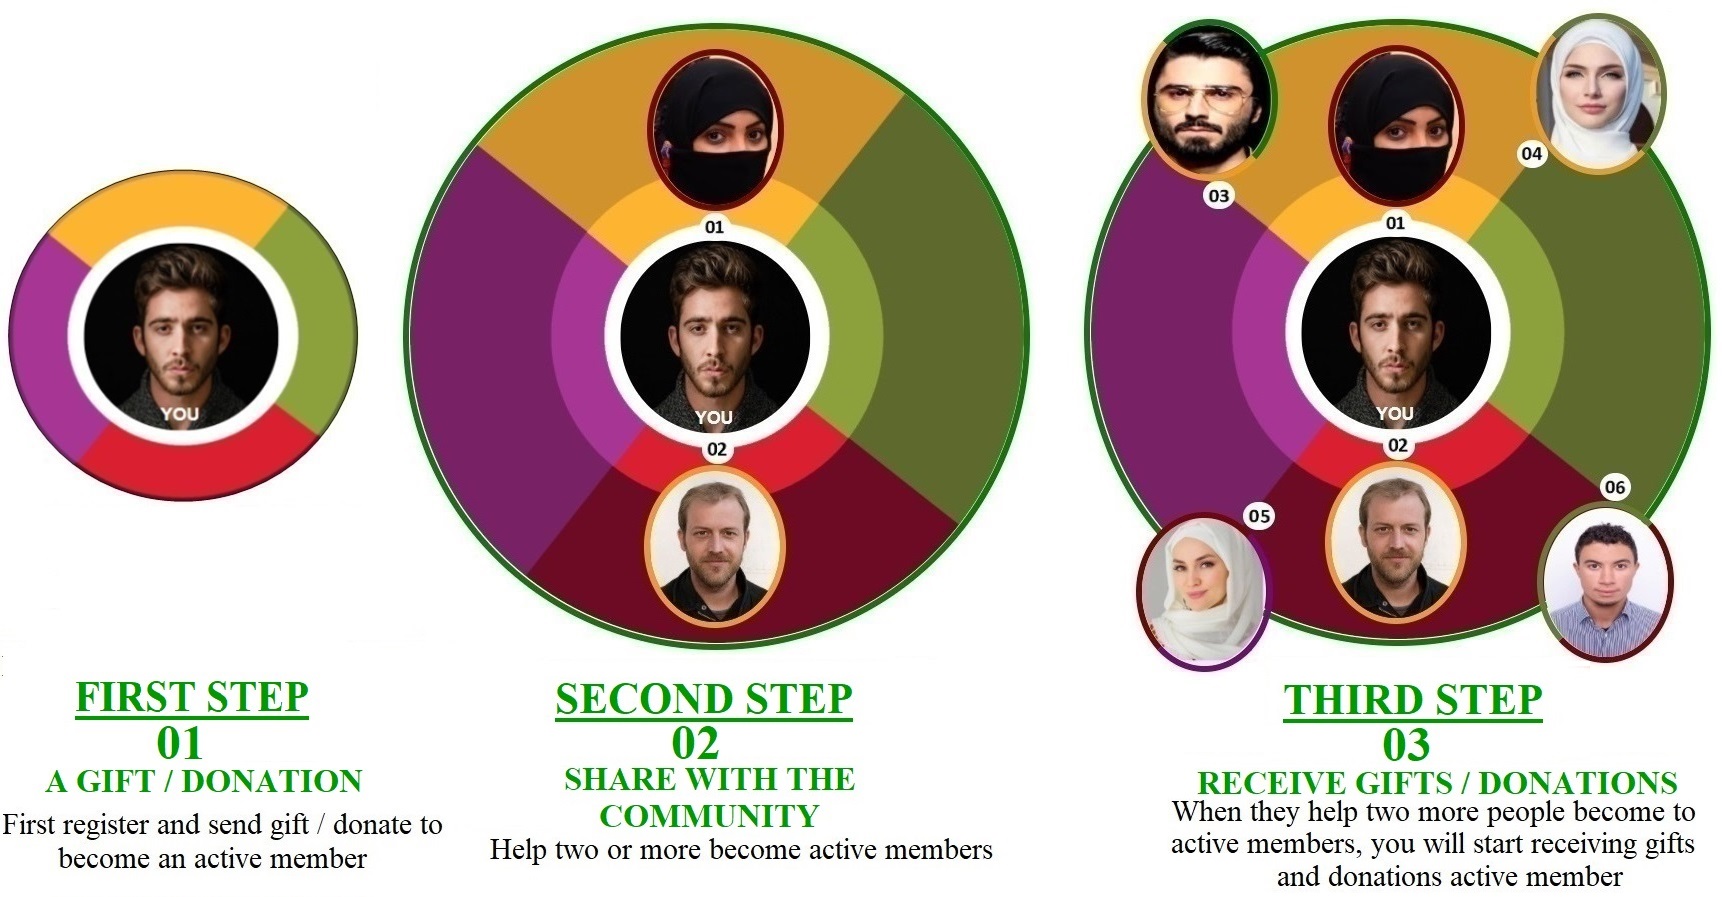 YOU
01
YOU
02
03
04
01
YOU
02
05
06
FIRST STEP
01
A GIFT / DONATION
First register and send gift / donate to
become an active member
SECOND STEP
02
SHARE WITH THE
COMMUNITY
Help two or more become active members
THIRD STEP
03
RECEIVE GIFTS / DONATIONS
When they help two more people become to
active members, you will start receiving gifts
and donations active member